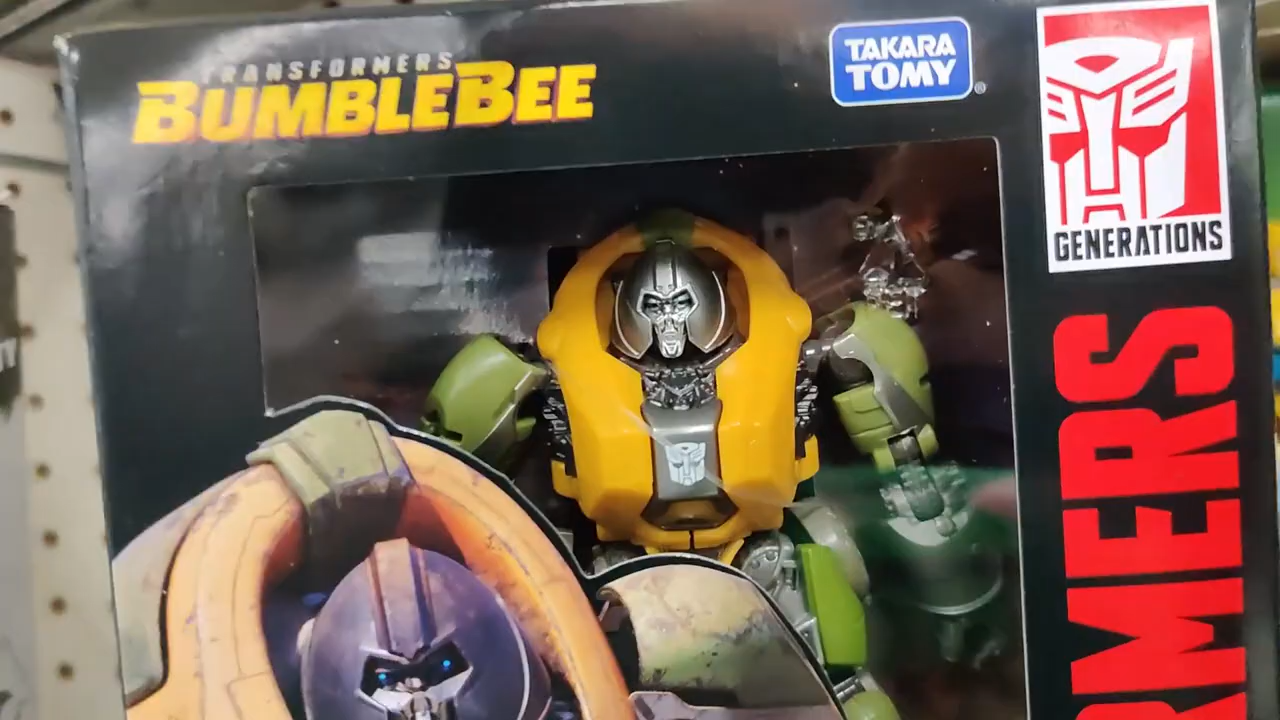 TRANSFORMERS
BUMBLEBEE
TAKARA
TOMY
®
GENERATIONS
RMERS